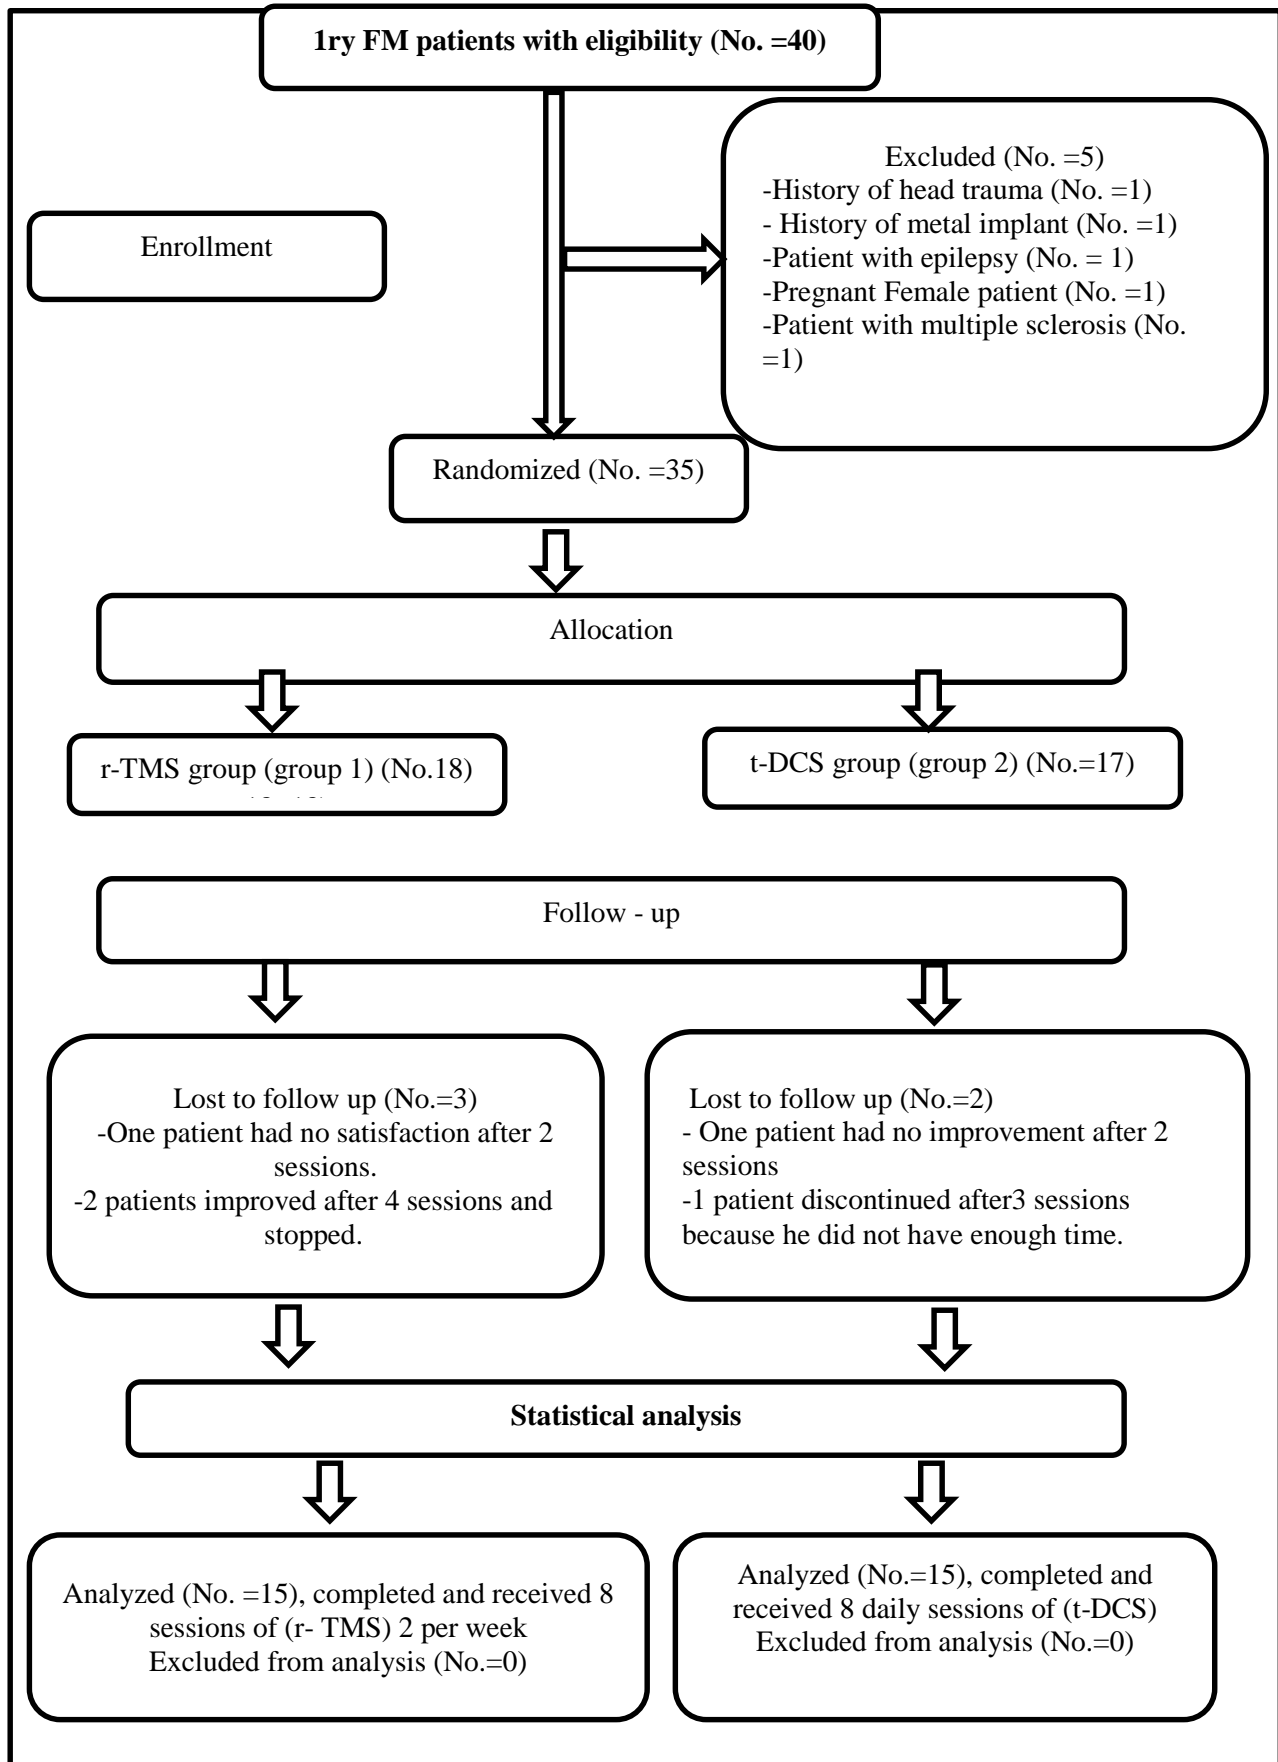 1ry FM patients with eligibility (No. =40)
Excluded (No. =5)
-History of head trauma (No. =1)
- History of metal implant (No. =1)
-Patient with epilepsy (No. = 1)
-Pregnant Female patient (No. =1)
-Patient with multiple sclerosis (No.
=1)
Enrollment
Randomized (No. =35)
Allocation
r-TMS group (group 1) (No.18)
t-DCS group (group 2) (No.=17)
Follow - up
Lost to follow up (No.=3)
-One patient had no satisfaction after 2
sessions.
-2 patients improved after 4 sessions and
stopped.
Lost to follow up (No.=2)
- One patient had no improvement after 2
sessions
-1 patient discontinued after3 sessions
because he did not have enough time.
Statistical analysis
Analyzed (No. =15), completed and received 8
sessions of (r- TMS) 2 per week
Excluded from analysis (No.=0)
Analyzed (No.=15), completed and
received 8 daily sessions of (t-DCS)
Excluded from analysis (No.=0)